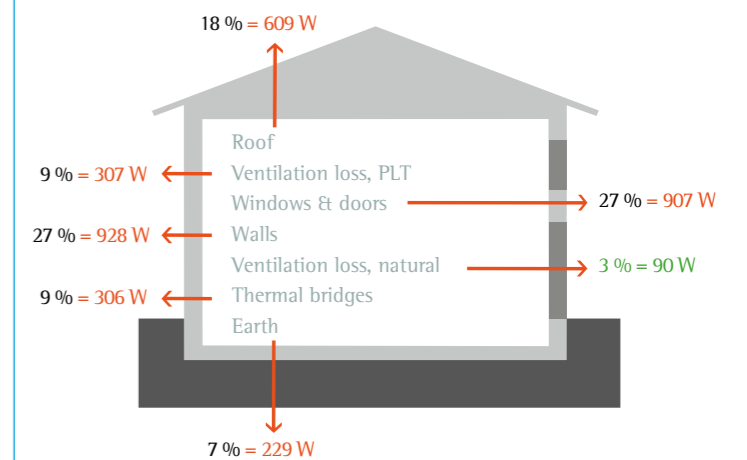 18 % = 609 W
Roof
9 % = 307 W
Ventilation loss, PLT
Windows & doors
27 % = 907 W
27 % = 928 W
Walls
Ventilation loss, natural
3 % = 90 W
9 % = 306 W
Thermal bridges
Earth
7 % = 229 W